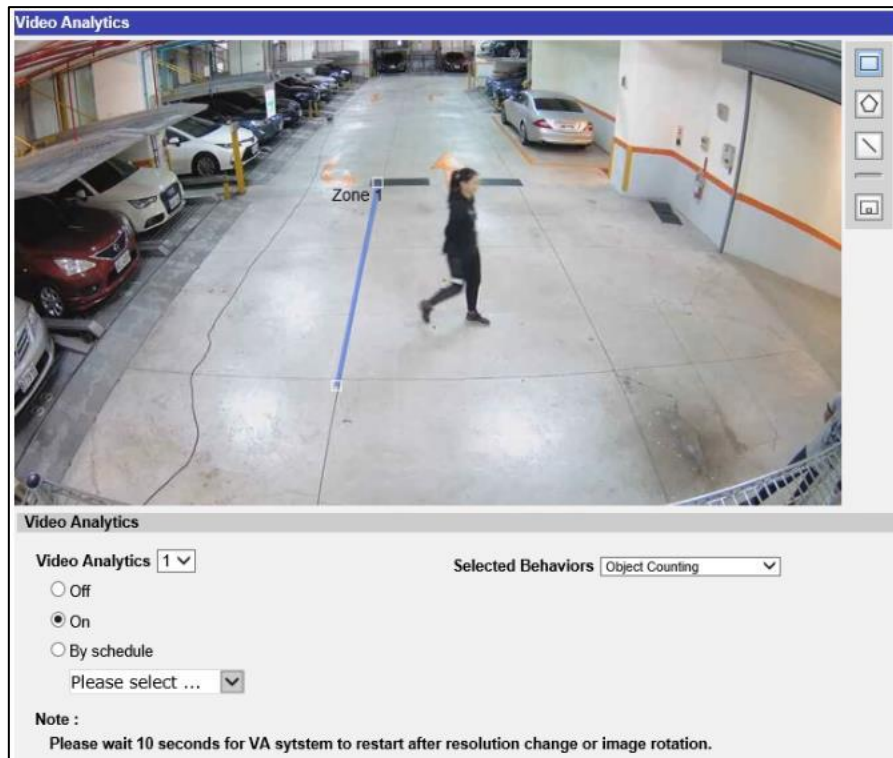 Video Analytics
Zone 1
Video Analytics
Video Analytics 1
Selected Behaviors Object Counting
Off
On
By schedule
Please select ...
Note :
Please wait 10 seconds for VA sytstem to restart after resolution change or image rotation.